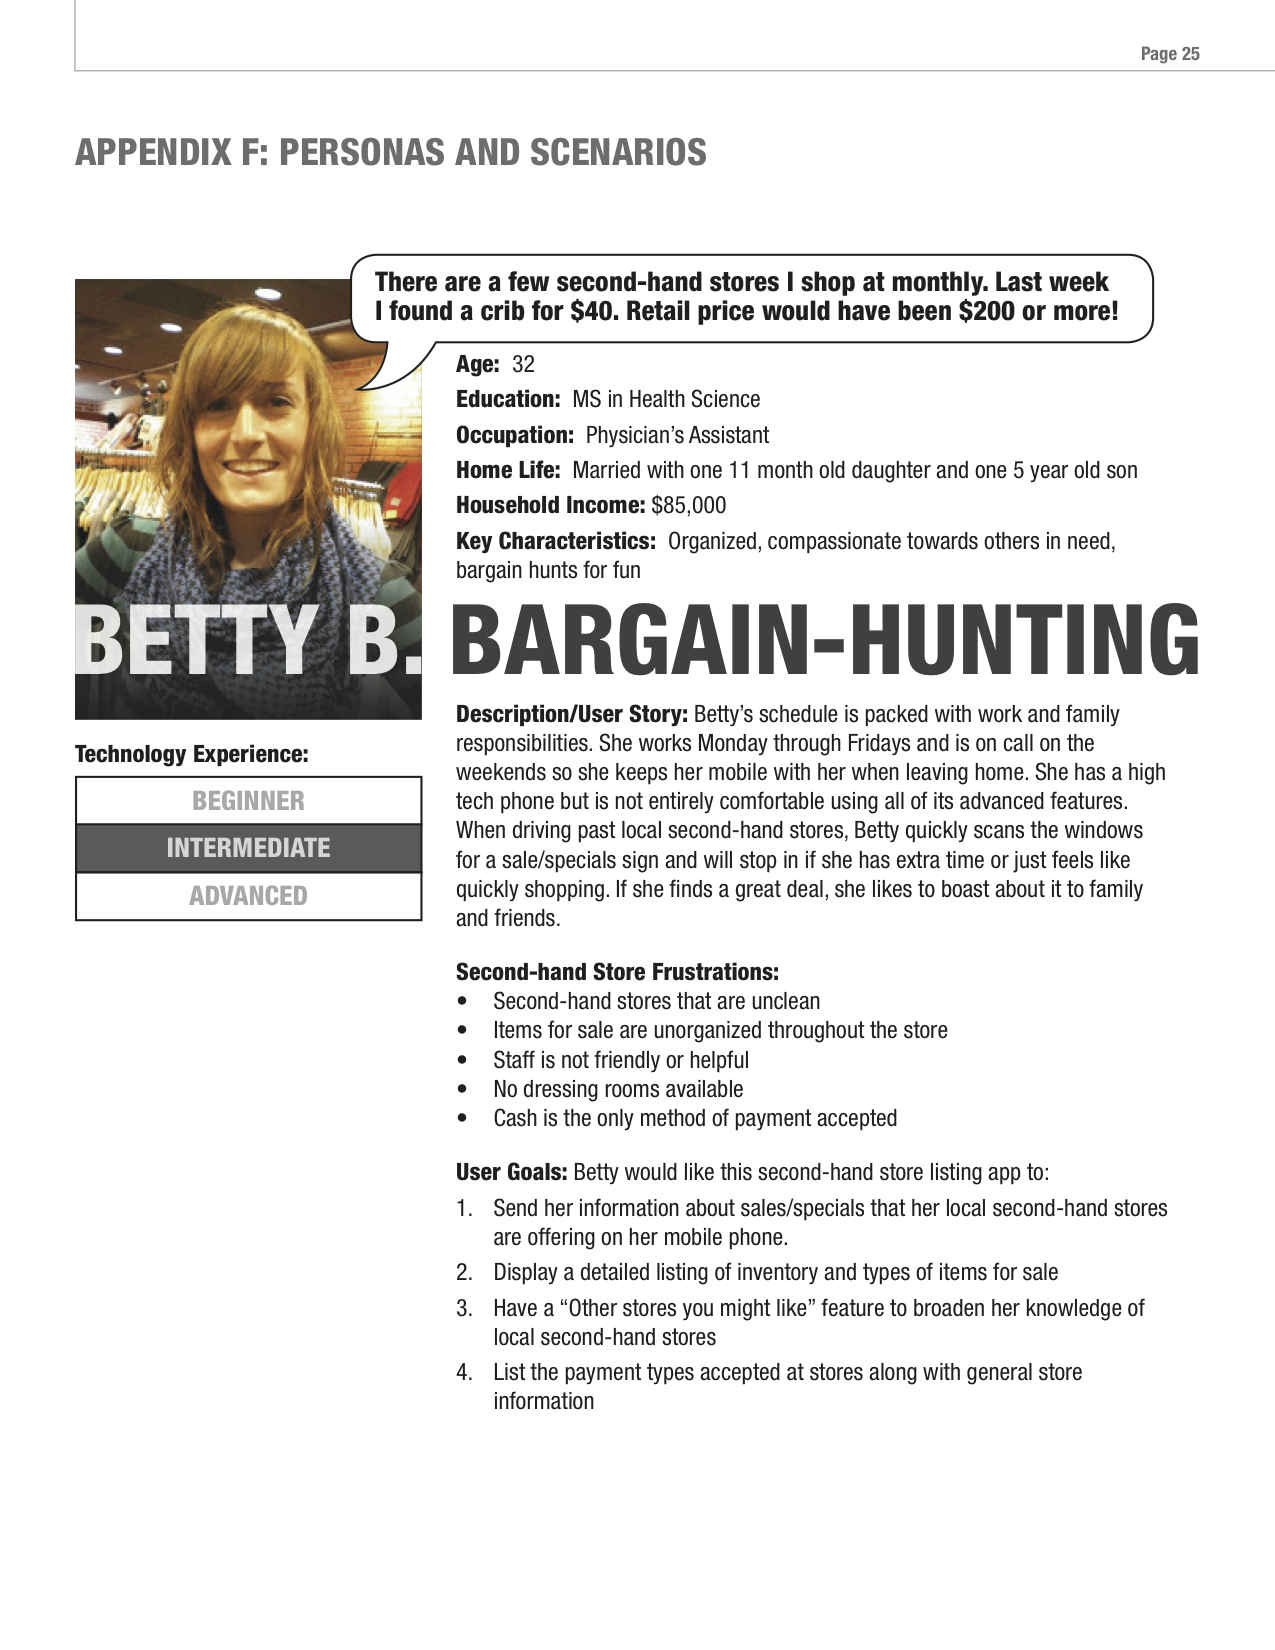 Page 25
APPENDIX F: PERSONAS AND SCENARIOS
There are a few second-hand stores I shop at monthly. Last week
I found a crib for $40. Retail price would have been $200 or more!
Age: 32
Education: MS in Health Science
Occupation: Physician’s Assistant
Home Life: Married with one 11 month old daughter and one 5 year old son
Household Income: $85,000
Key Characteristics: Organized, compassionate towards others in need,
bargain hunts for fun
BETTY B. BARGAIN-HUNTING
Technology Experience:
BEGINNER
INTERMEDIATE
ADVANCED
Description/User Story: Betty’s schedule is packed with work and family
responsibilities. She works Monday through Fridays and is on call on the
weekends so she keeps her mobile with her when leaving home. She has a high
tech phone but is not entirely comfortable using all of its advanced features.
When driving past local second-hand stores, Betty quickly scans the windows
for a sale/specials sign and will stop in if she has extra time or just feels like
quickly shopping. If she finds a great deal, she likes to boast about it to family
and friends.
Second-hand Store Frustrations:
• Second-hand stores that are unclean
• Items for sale are unorganized throughout the store
• Staff is not friendly or helpful
• No dressing rooms available
• Cash is the only method of payment accepted
User Goals: Betty would like this second-hand store listing app to:
1. Send her information about sales/specials that her local second-hand stores
are offering on her mobile phone.
2. Display a detailed listing of inventory and types of items for sale
3. Have a “Other stores you might like” feature to broaden her knowledge of
local second-hand stores
4. List the payment types accepted at stores along with general store
information